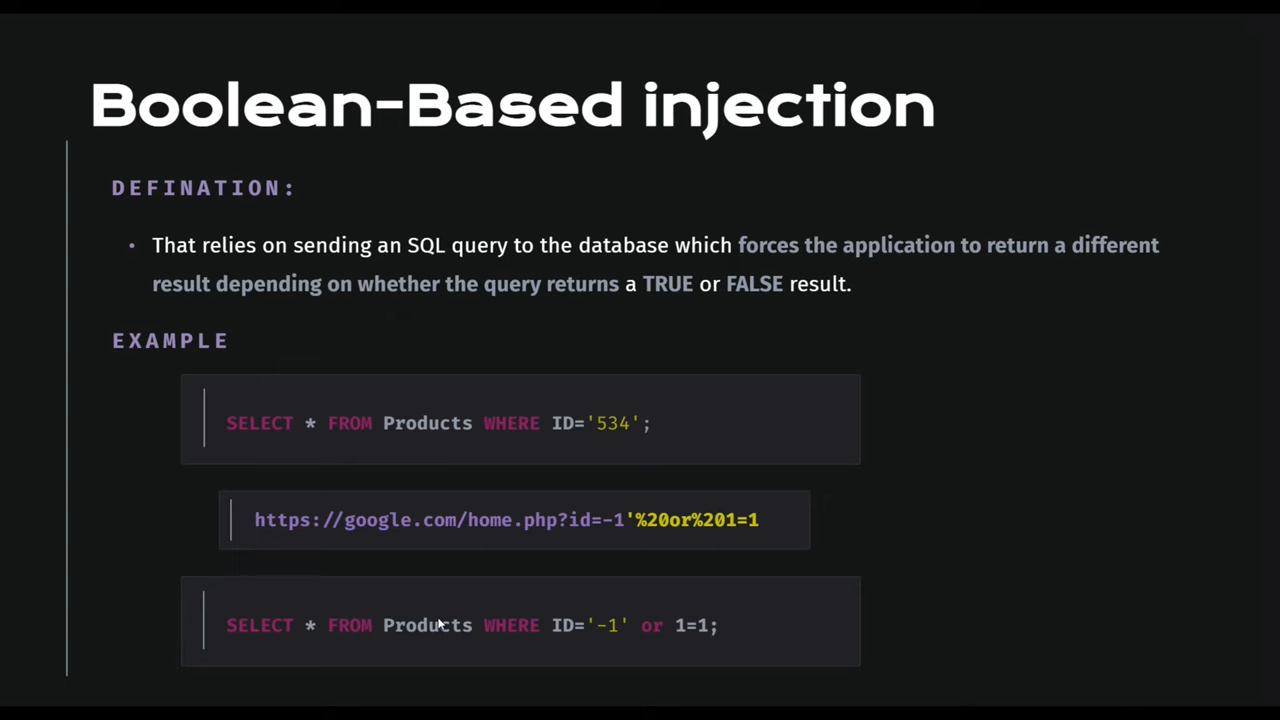 Boolean-Based injection
DEFINATION:
• That relies on sending an SQL query to the database which forces the application to return a different
result depending on whether the query returns a TRUE or FALSE result.
EXAMPLE
SELECT * FROM Products WHERE ID='534';
https://google.com/home.php?id=-1'%20or%201=1
SELECT * FROM Products WHERE ID='-1' or 1=1;